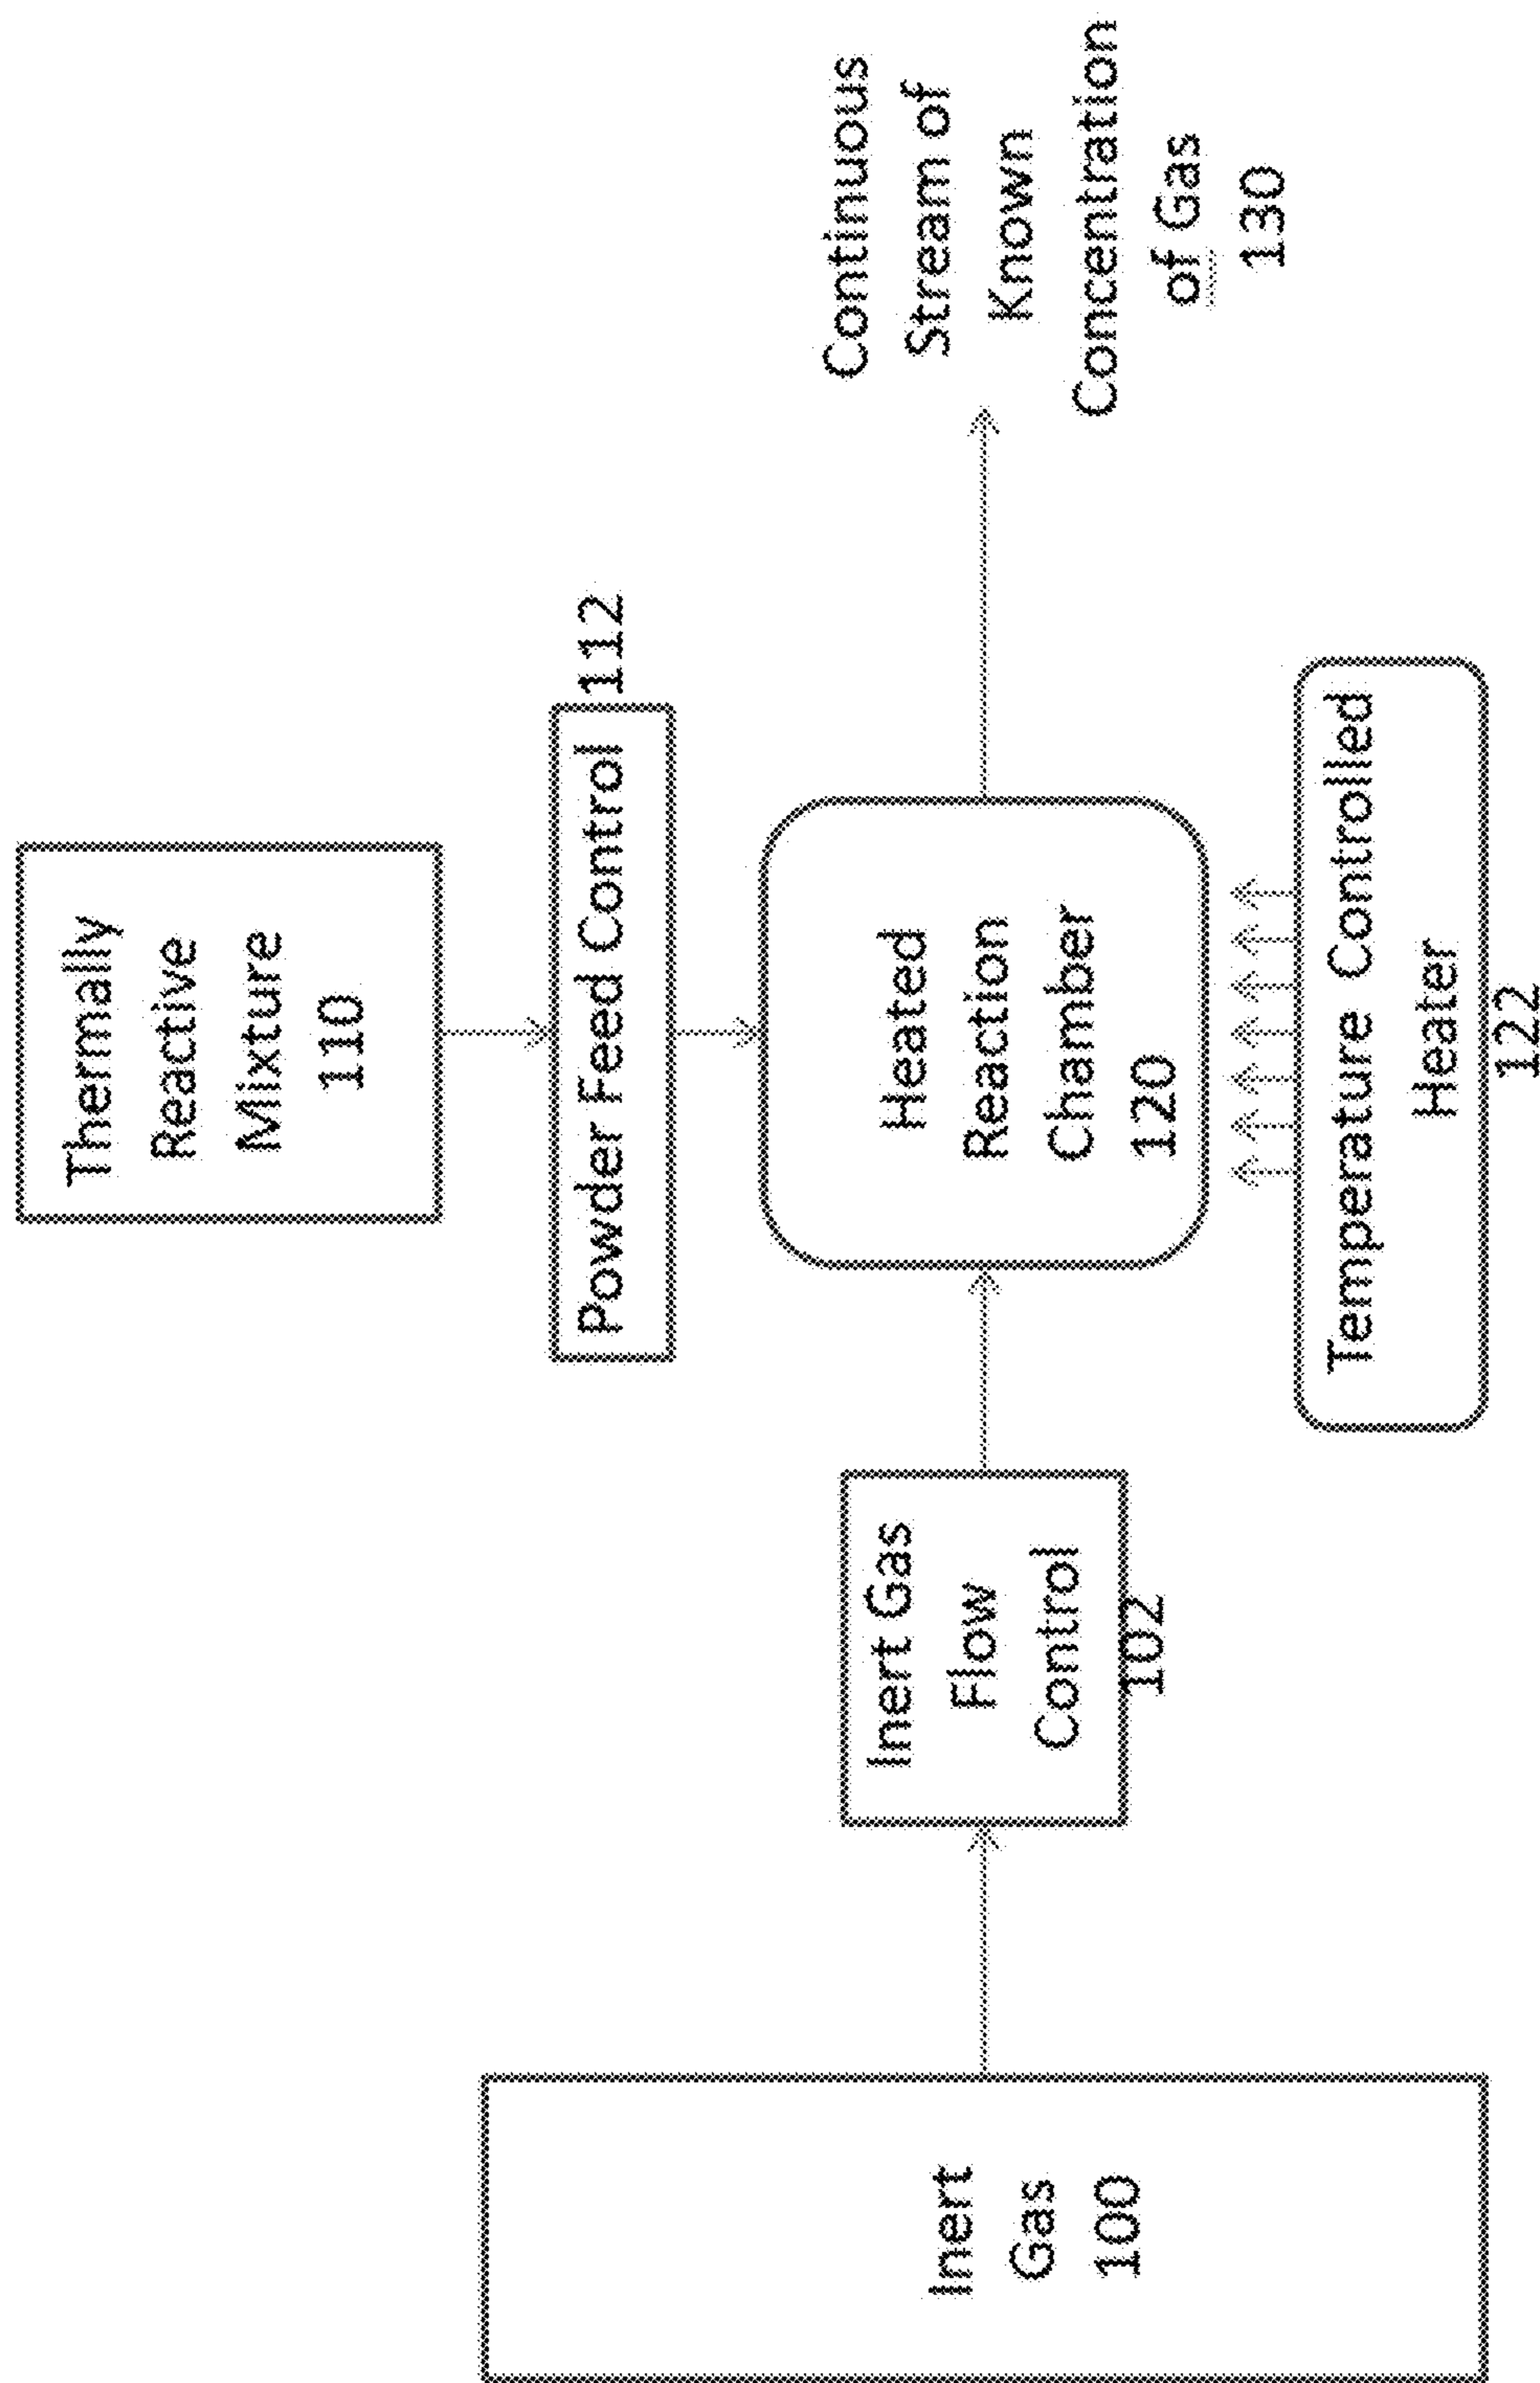 Thermally
Reactive
Mixture
110
Powder Feed Control 112
Inert
Gas
100
Inert Gas
Flow
Control
102
Heated
Reaction
Chamber
120
Continuous
Stream of
Known
Concentration
of Gas
130
Temperature Controlled
Heater
122